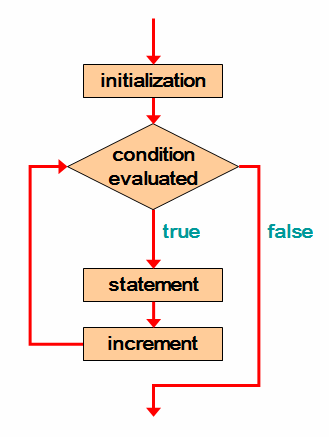 initialization
condition
evaluated
true
false
statement
increment